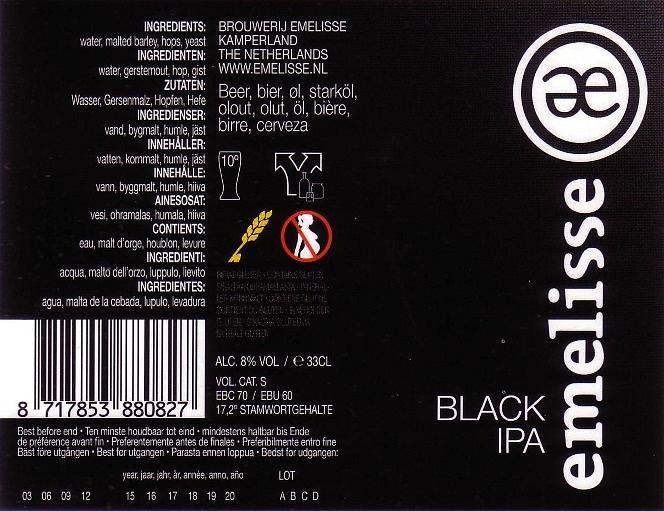 INGREDIENTS:
water, malted barley, hops, yeast
INGREDIENTEN:
water, gerstemout, hop, gist
ZUTATEN:
Wasser, Gersenmalz, Hopfen, Hefe
INGREDIENSER:
vand, bygmalt, humle, jäst
INNEHÅLLER:
vatten, kornmalt, humle, jäst
INNEHÅLLE:
vann, byggmalt, humle, hiiva
AINESOSAT:
vesi, ohramalas, humala, hiiva
CONTIENTS:
eau, malt d'orge, houblon, levure
INGREDIENTI:
acqua, malto dell'orzo, luppulo, lievito
INGREDIENTES:
agua, malta de la cebada, lupulo, levadura
BROUWERIJ EMELISSE
KAMPERLAND
THE NETHERLANDS
WWW.EMELISSE.NL
Beer, bier, øl, starköl,
olout, olut, öl, bière,
birre, cerveza
10°
ALC. 8% VOL / e 33CL
VOL. CAT. S
EBC 70 / EBU 60
17,2° STAMWORTGEHALTE
8 717853 880827
Best before end • Ten minste houdbaar tot eind • mindestens haltbar bis Ende
de préférence avant fin • Preferentemente antes de finales • Preferibilmente entro fine
Bäst före utgången • Best før utgangen • Parasta ennen loppua • Bedst før udgangen:
year, jaar, jahr, år, année, anno, año
LOT
03 06 09 12 15 16 17 18 19 20 A B C D
æ
emelisse
BLACK
IPA